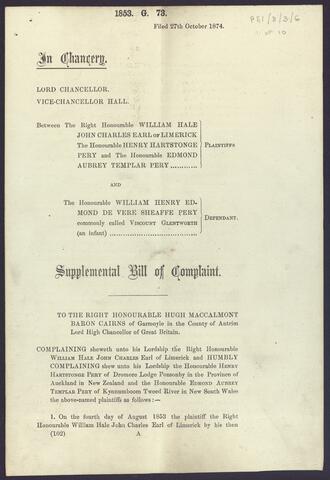 1853. G. 73.
Filed 27th October 1874.
PE1/8/3/6
1 of 10
In Chancery.
LORD CHANCELLOR.
VICE-CHANCELLOR HALL.
Between The Right Honourable WILLIAM HALE
JOHN CHARLES EARL OF LIMERICK
The Honourable HENRY HARTSTONGE
PERY and The Honourable EDMOND
AUBREY TEMPLAR PERY ............
PLAINTIFFS
AND
The Honourable WILLIAM HENRY ED-
MOND DE VERE SHEAFFE PERY
commonly called VISCOUNT GLENTWORTH
(an infant) ....................................
DEFENDANT.
Supplemental Bill of Complaint.
TO THE RIGHT HONOURABLE HUGH MACCALMONT
BARON CAIRNS of Garmoyle in the County of Antrim
Lord High Chancellor of Great Britain.
COMPLAINING sheweth unto his Lordship the Right Honourable
WILLIAM HALE JOHN CHARLES Earl of Limerick and HUMBLY
COMPLAINING shew unto his Lordship the Honourable HENRY
HARTSTONGE PERY of Dromore Lodge Ponsonby in the Province of
Auckland in New Zealand and the Honourable EDMOND AUBREY
TEMPLAR PERY of Kynnumboom Tweed River in New South Wales
the above-named plaintiffs as follows:—
1. On the fourth day of August 1853 the plaintiff the Right
Honourable William Hale John Charles Earl of Limerick by his then
(102) A